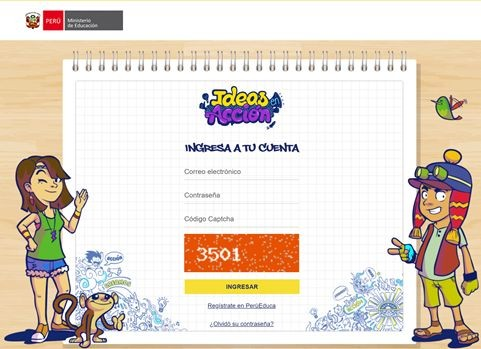 PERÚ
Ministerio
de Educación
Ideas
en
Acción
INGRESA A TU CUENTA
Correo electrónico
Contraseña
Código Captcha
3501
INGRESAR
Regístrate en PerúEduca
¿Olvidó su contraseña?